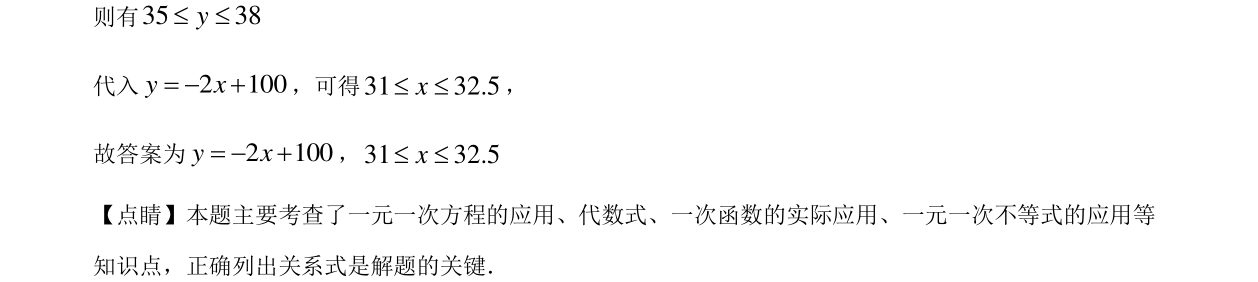 则有 35 ≤ y ≤ 38
代入 y = −2x+100，可得 31 ≤ x ≤ 32.5，
故答案为 y = −2x+100，31 ≤ x ≤ 32.5
【点睛】本题主要考查了一元一次方程的应用、代数式、一次函数的实际应用、一元一次不等式的应用等
知识点，正确列出关系式是解题的关键．